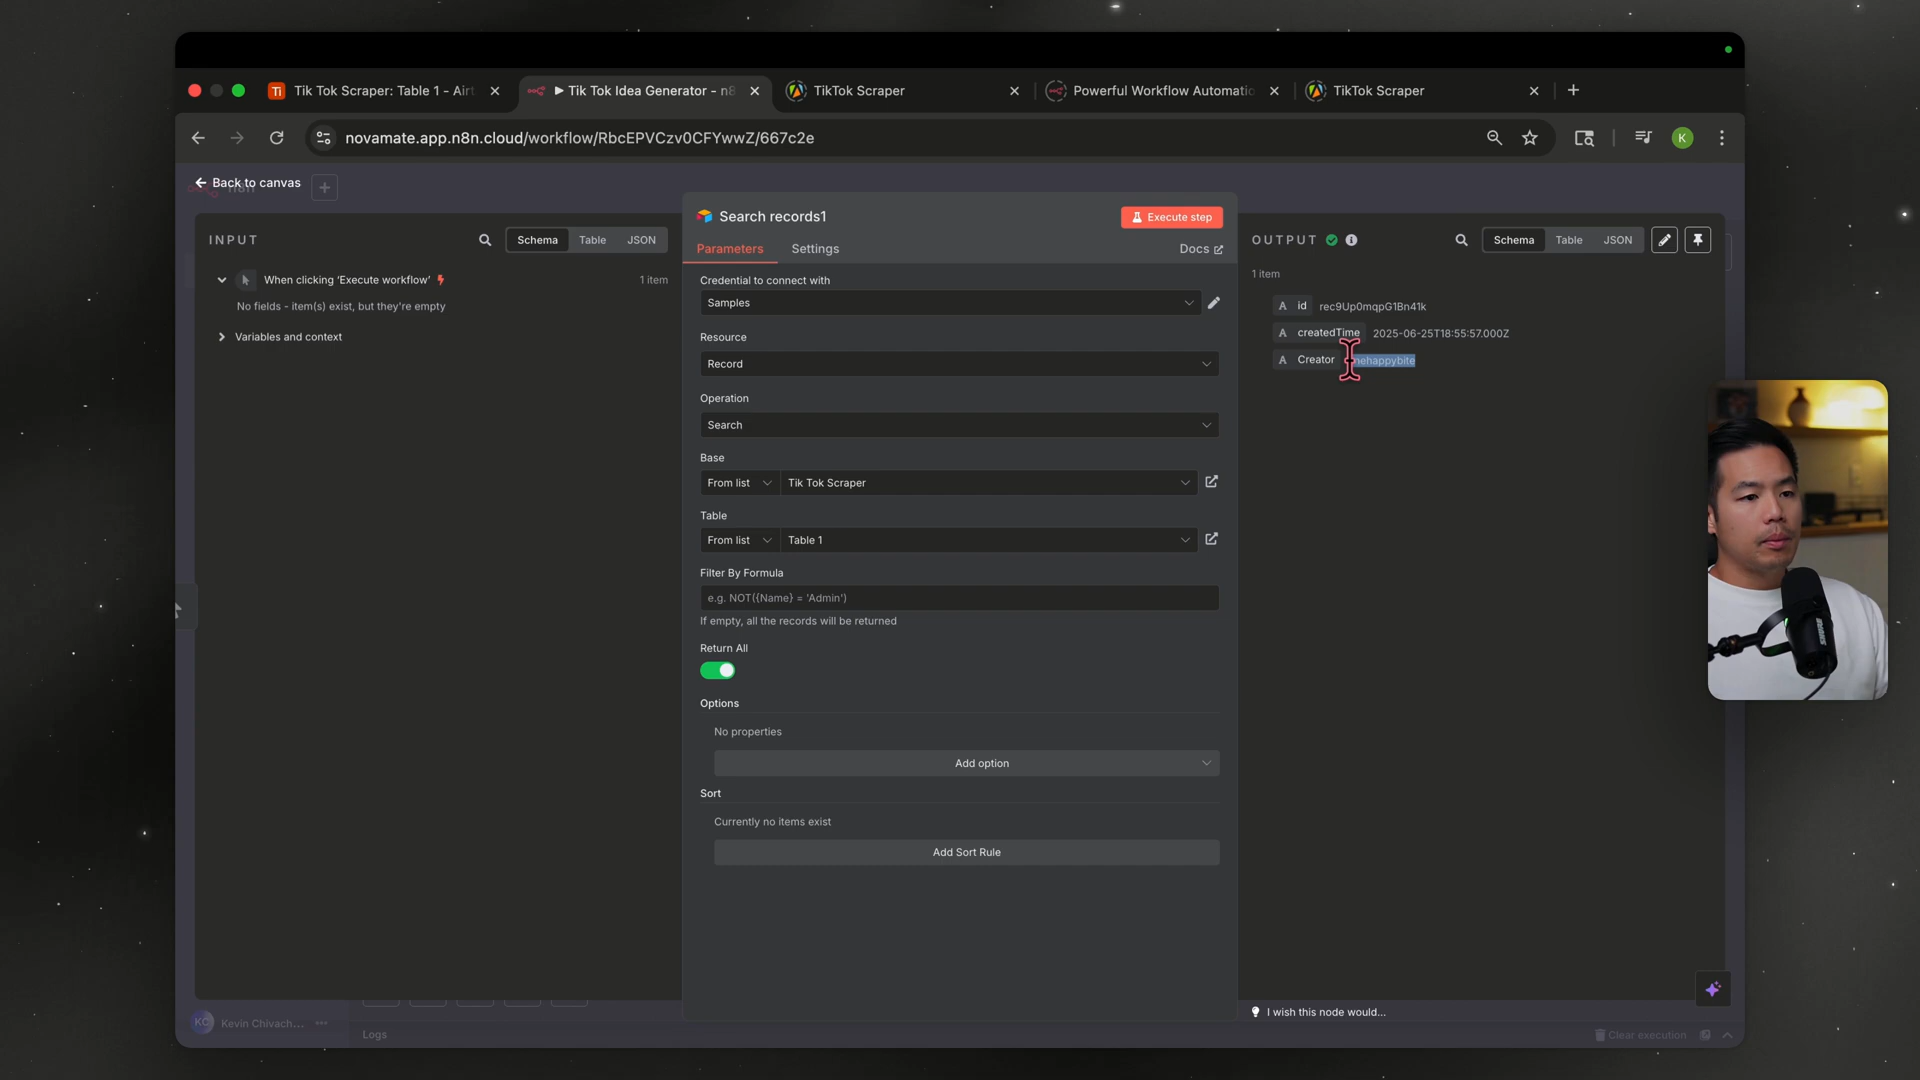 Tik Tok Scraper: Table 1 - Airt
Tik Tok Idea Generator - n8
TikTok Scraper
Powerful Workflow Automatio
TikTok Scraper
novamate.app.n8n.cloud/workflow/RbcEPVCzv0CFYwwZ/667c2e
K
Back to canvas
INPUT
Schema
Table
JSON
When clicking ‘Execute workflow’
1 item
No fields - item(s) exist, but they're empty
Variables and context
Search records1
Execute step
Parameters
Settings
Docs
Credential to connect with
Samples
Resource
Record
Operation
Search
Base
From list
Tik Tok Scraper
Table
From list
Table 1
Filter By Formula
e.g. NOT({Name} = 'Admin')
If empty, all the records will be returned
Return All
Options
No properties
Add option
Sort
Currently no items exist
Add Sort Rule
OUTPUT
Schema
Table
JSON
1 item
A id rec9Up0mqpG1Bn41k
A createdTime 2025-06-25T18:55:57.000Z
A Creator
I wish this node would...
KC
Kevin Chivach...
Logs
Clear execution